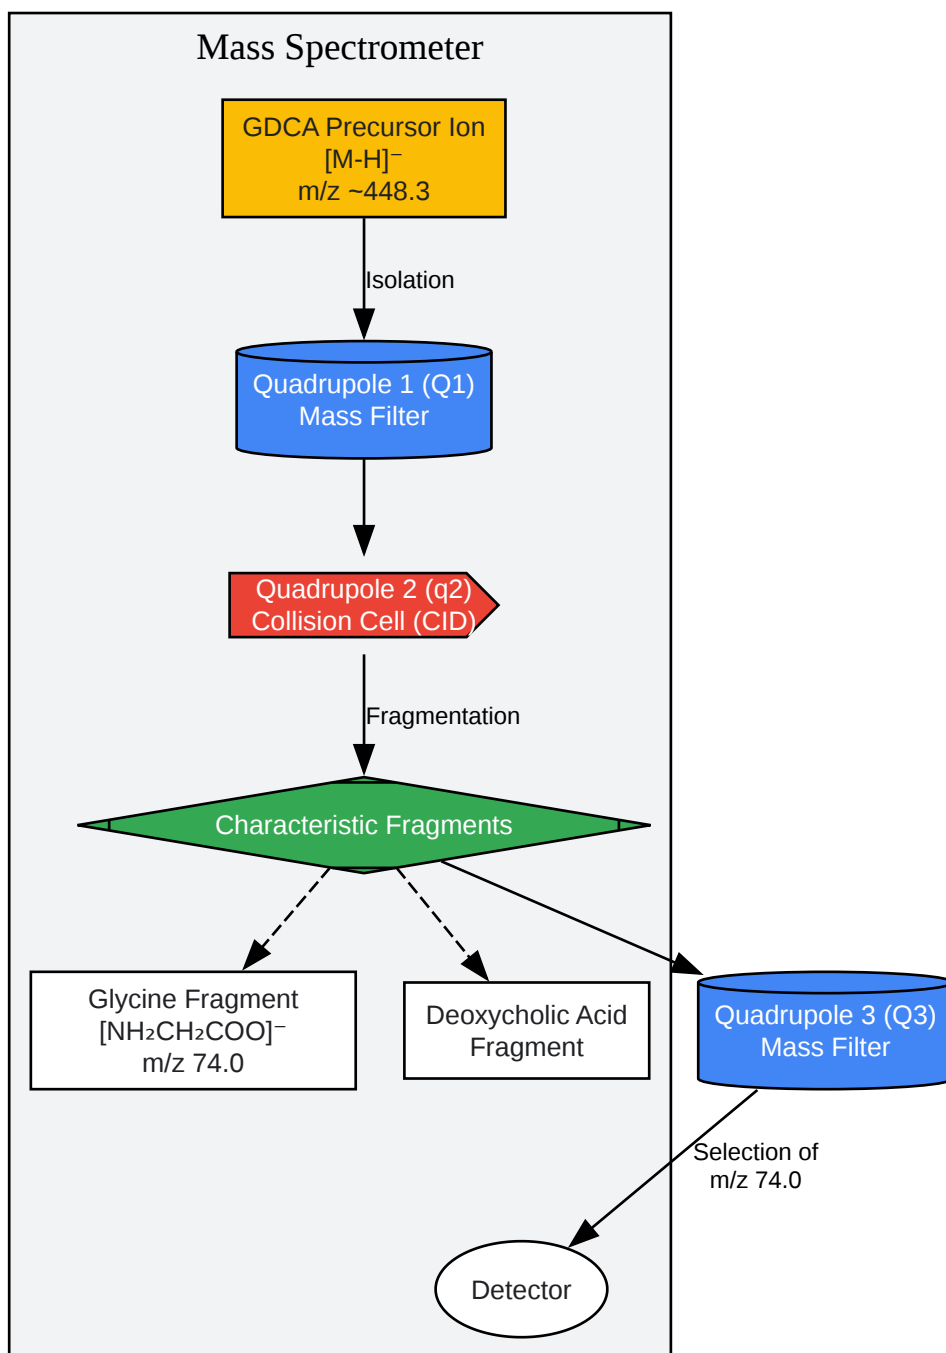 Mass Spectrometer
GDCA Precursor Ion
[M-H]⁻
m/z ~448.3
Isolation
Quadrupole 1 (Q1)
Mass Filter
Quadrupole 2 (q2)
Collision Cell (CID)
Fragmentation
Characteristic Fragments
Glycine Fragment
[NH₂CH₂COO]⁻
m/z 74.0
Deoxycholic Acid
Fragment
Quadrupole 3 (Q3)
Mass Filter
Selection of
m/z 74.0
Detector